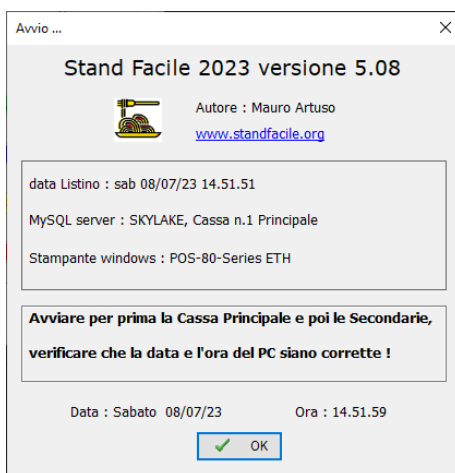 Avvio ...
Stand Facile 2023 versione 5.08
Autore : Mauro Artuso
www.standfacile.org
data Listino : sab 08/07/23 14.51.51
MySQL server : SKYLAKE, Cassa n.1 Principale
Stampante windows : POS-80-Series ETH
Avviare per prima la Cassa Principale e poi le Secondarie,
verificare che la data e l'ora del PC siano corrette !
Data : Sabato 08/07/23 Ora : 14.51.59
OK